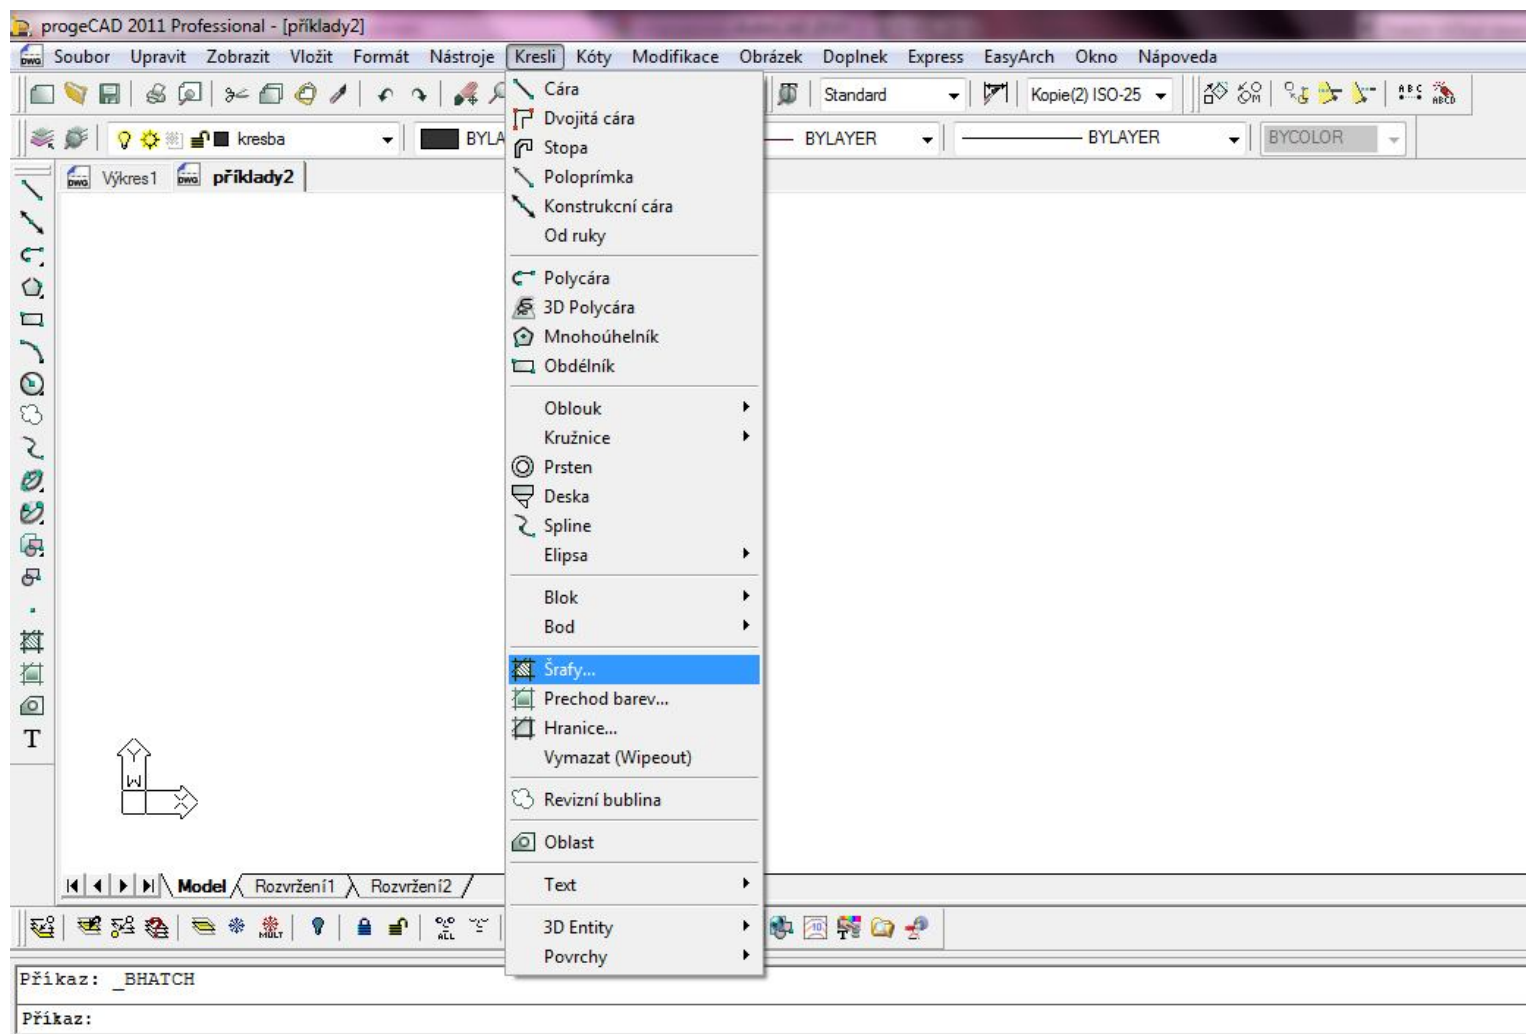 progeCAD 2011 Professional - [příklady2]
Soubor Upravit Zobrazit Vložit Formát Nástroje Kresli Kóty Modifikace Obrázek Doplnek Express EasyArch Okno Nápoveda
Standard Kopie(2) ISO-25
kresba BYLA BYLAYER BYLAYER BYCOLOR
Výkres1 příklady2
Cára
Dvojitá cára
Stopa
Poloprímka
Konstrukcní cára
Od ruky
Polycára
3D Polycára
Mnohoúhelník
Obdélník
Oblouk
Kružnice
Prsten
Deska
Spline
Elipsa
Blok
Bod
Šrafy...
Prechod barev...
Hranice...
Vymazat (Wipeout)
Revizní bublina
Oblast
Text
3D Entity
Povrchy
T
Y
W
X
Model Rozvržení1 Rozvržení2
MULT ALL
Příkaz: _BHATCH
Příkaz: